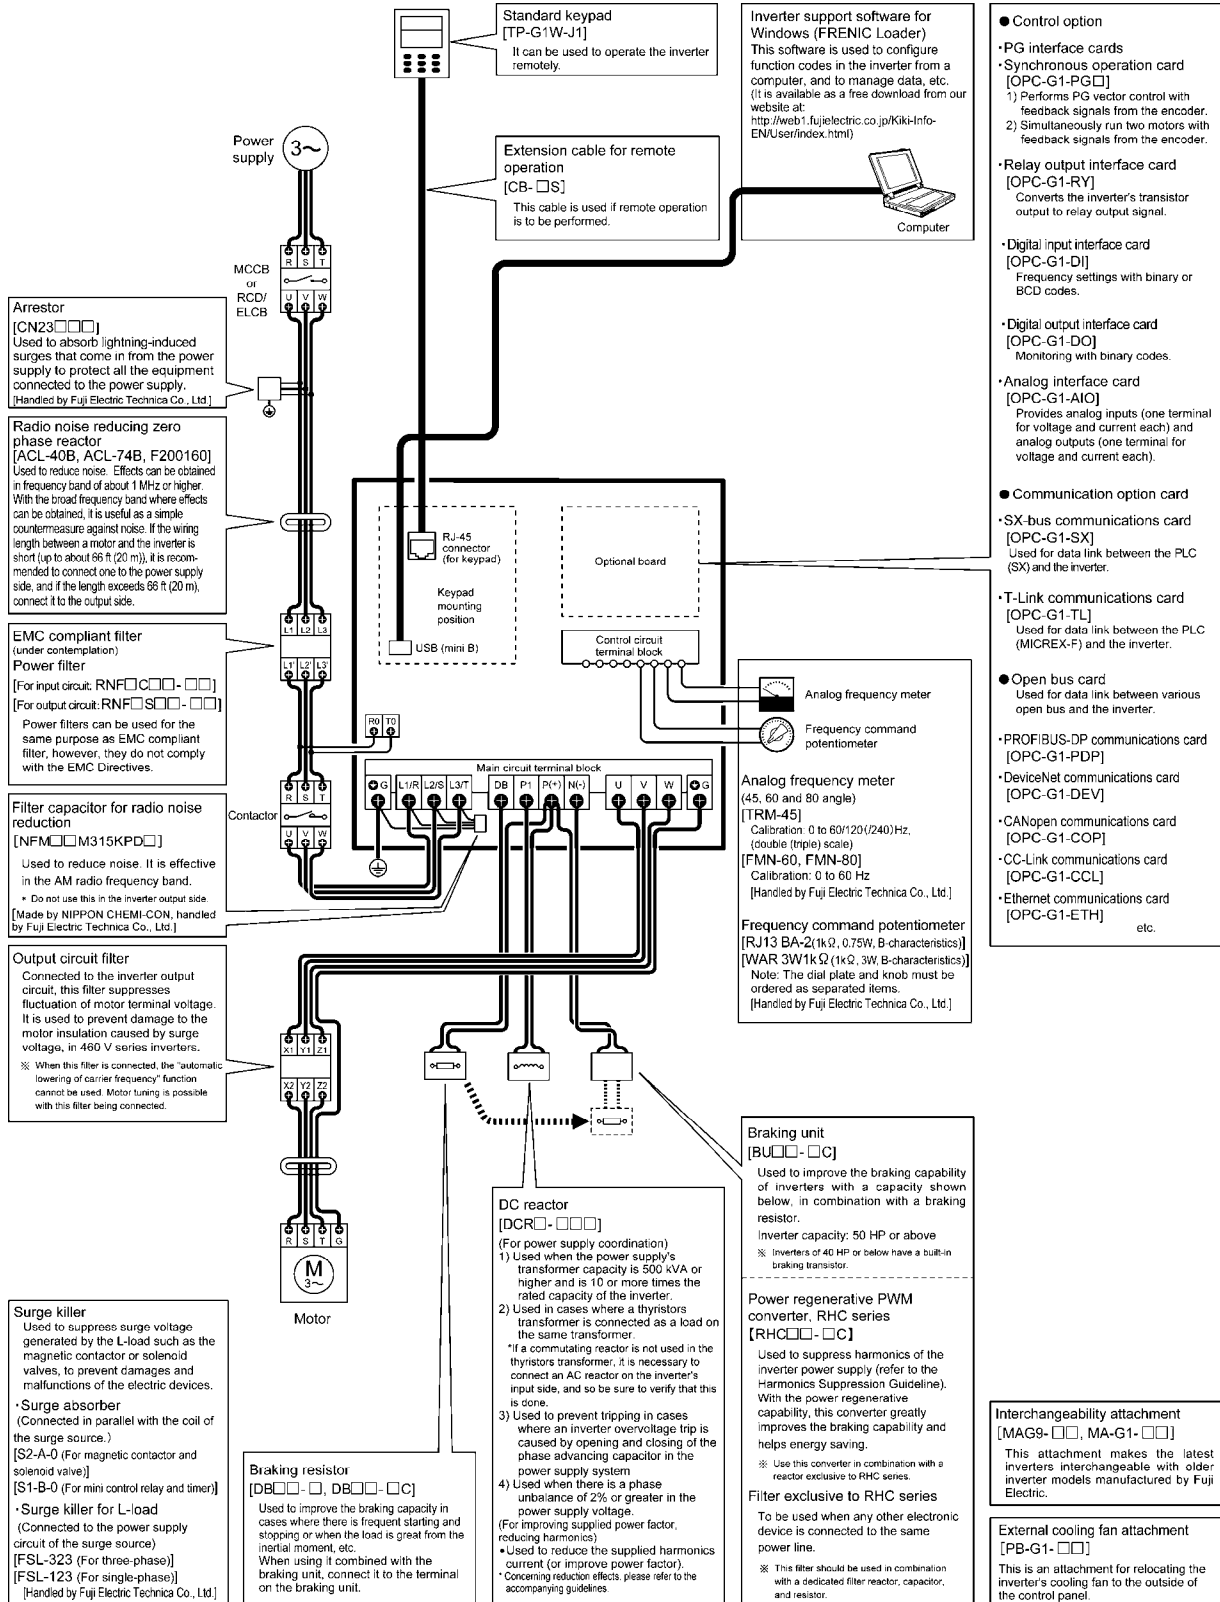 Standard keypad
[TP-G1W-J1]
It can be used to operate the inverter
remotely.
Inverter support software for
Windows (FRENIC Loader)
This software is used to configure
function codes in the inverter from a
computer, and to manage data, etc.
(It is available as a free download from our
website at:
http://web1.fujielectric.co.jp/Kiki-Info-
EN/User/index.html)
Computer
Extension cable for remote
operation
[CB-□S]
This cable is used if remote operation
is to be performed.
Power
supply
3~
R S T
MCCB
or
RCD/
ELCB
U V W
Arrestor
[CN23□□□]
Used to absorb lightning-induced
surges that come in from the power
supply to protect all the equipment
connected to the power supply.
[Handled by Fuji Electric Technica Co., Ltd.]
Radio noise reducing zero
phase reactor
[ACL-40B, ACL-74B, F200160]
Used to reduce noise. Effects can be obtained
in frequency band of about 1 MHz or higher.
With the broad frequency band where effects
can be obtained, it is useful as a simple
countermeasure against noise. If the wiring
length between a motor and the inverter is
short (up to about 66 ft (20 m)), it is recom-
mended to connect one to the power supply
side, and if the length exceeds 66 ft (20 m),
connect it to the output side.
EMC compliant filter
(under contemplation)
Power filter
[For input circuit: RNF□C□□-□□]
[For output circuit: RNF□S□□-□□]
Power filters can be used for the
same purpose as EMC compliant
filter, however, they do not comply
with the EMC Directives.
L1 L2 L3
L1' L2' L3'
Filter capacitor for radio noise
reduction
[NFM□□M315KPD□]
Used to reduce noise. It is effective
in the AM radio frequency band.
* Do not use this in the inverter output side.
[Made by NIPPON CHEMI-CON, handled
by Fuji Electric Technica Co., Ltd.]
R S T
Contactor
U V W
Output circuit filter
Connected to the inverter output
circuit, this filter suppresses
fluctuation of motor terminal voltage.
It is used to prevent damage to the
motor insulation caused by surge
voltage, in 460 V series inverters.
※ When this filter is connected, the "automatic
lowering of carrier frequency" function
cannot be used. Motor tuning is possible
with this filter being connected.
X1 Y1 Z1
X2 Y2 Z2
R S T G
M
3~
Motor
Surge killer
Used to suppress surge voltage
generated by the L-load such as the
magnetic contactor or solenoid
valves, to prevent damages and
malfunctions of the electric devices.
・Surge absorber
(Connected in parallel with the coil of
the surge source.)
[S2-A-0 (For magnetic contactor and
solenoid valve)]
[S1-B-0 (For mini control relay and timer)]
・Surge killer for L-load
(Connected to the power supply
circuit of the surge source)
[FSL-323 (For three-phase)]
[FSL-123 (For single-phase)]
[Handled by Fuji Electric Technica Co., Ltd.]
RJ-45
connector
(for keypad)
Keypad
mounting
position
USB (mini B)
Optional board
Control circuit
terminal block
R0 T0
Main circuit terminal block
G L1/R L2/S L3/T DB P1 P(+) N(-) U V W G
Analog frequency meter
Frequency command
potentiometer
Analog frequency meter
(45, 60 and 80 angle)
[TRM-45]
Calibration: 0 to 60/120(/240)Hz,
(double (triple) scale)
[FMN-60, FMN-80]
Calibration: 0 to 60 Hz
[Handled by Fuji Electric Technica Co., Ltd.]
Frequency command potentiometer
[RJ13 BA-2(1kΩ, 0.75W, B-characteristics)]
[WAR 3W1kΩ (1kΩ, 3W, B-characteristics)]
Note: The dial plate and knob must be
ordered as separated items.
[Handled by Fuji Electric Technica Co., Ltd.]
Braking resistor
[DB□□-□, DB□□-□C]
Used to improve the braking capacity in
cases where there is frequent starting and
stopping or when the load is great from the
inertial moment, etc.
When using it combined with the
braking unit, connect it to the terminal
on the braking unit.
DC reactor
[DCR□-□□□]
(For power supply coordination)
1) Used when the power supply's
transformer capacity is 500 kVA or
higher and is 10 or more times the
rated capacity of the inverter.
2) Used in cases where a thyristors
transformer is connected as a load on
the same transformer.
*If a commutating reactor is not used in the
thyristors transformer, it is necessary to
connect an AC reactor on the inverter's
input side, and so be sure to verify that this
is done.
3) Used to prevent tripping in cases
where an inverter overvoltage trip is
caused by opening and closing of the
phase advancing capacitor in the
power supply system
4) Used when there is a phase
unbalance of 2% or greater in the
power supply voltage.
(For improving supplied power factor,
reducing harmonics)
●Used to reduce the supplied harmonics
current (or improve power factor).
* Concerning reduction effects, please refer to the
accompanying guidelines.
Braking unit
[BU□□-□C]
Used to improve the braking capability
of inverters with a capacity shown
below, in combination with a braking
resistor.
Inverter capacity: 50 HP or above
※ Inverters of 40 HP or below have a built-in
braking transistor.
Power regenerative PWM
converter, RHC series
【RHC□□-□C】
Used to suppress harmonics of the
inverter power supply (refer to the
Harmonics Suppression Guideline).
With the power regenerative
capability, this converter greatly
improves the braking capability and
helps energy saving.
※ Use this converter in combination with a
reactor exclusive to RHC series.
Filter exclusive to RHC series
To be used when any other electronic
device is connected to the same
power line.
※ This filter should be used in combination
with a dedicated filter reactor, capacitor,
and resistor.
● Control option
・PG interface cards
・Synchronous operation card
[OPC-G1-PG□]
1) Performs PG vector control with
feedback signals from the encoder.
2) Simultaneously run two motors with
feedback signals from the encoder.
・Relay output interface card
[OPC-G1-RY]
Converts the inverter's transistor
output to relay output signal.
・Digital input interface card
[OPC-G1-DI]
Frequency settings with binary or
BCD codes.
・Digital output interface card
[OPC-G1-DO]
Monitoring with binary codes.
・Analog interface card
[OPC-G1-AIO]
Provides analog inputs (one terminal
for voltage and current each) and
analog outputs (one terminal for
voltage and current each).
● Communication option card
・SX-bus communications card
[OPC-G1-SX]
Used for data link between the PLC
(SX) and the inverter.
・T-Link communications card
[OPC-G1-TL]
Used for data link between the PLC
(MICREX-F) and the inverter.
● Open bus card
Used for data link between various
open bus and the inverter.
・PROFIBUS-DP communications card
[OPC-G1-PDP]
・DeviceNet communications card
[OPC-G1-DEV]
・CANopen communications card
[OPC-G1-COP]
・CC-Link communications card
[OPC-G1-CCL]
・Ethernet communications card
[OPC-G1-ETH]
etc.
Interchangeability attachment
[MAG9-□□, MA-G1-□□]
This attachment makes the latest
inverters interchangeable with older
inverter models manufactured by Fuji
Electric.
External cooling fan attachment
[PB-G1-□□]
This is an attachment for relocating the
inverter's cooling fan to the outside of
the control panel.